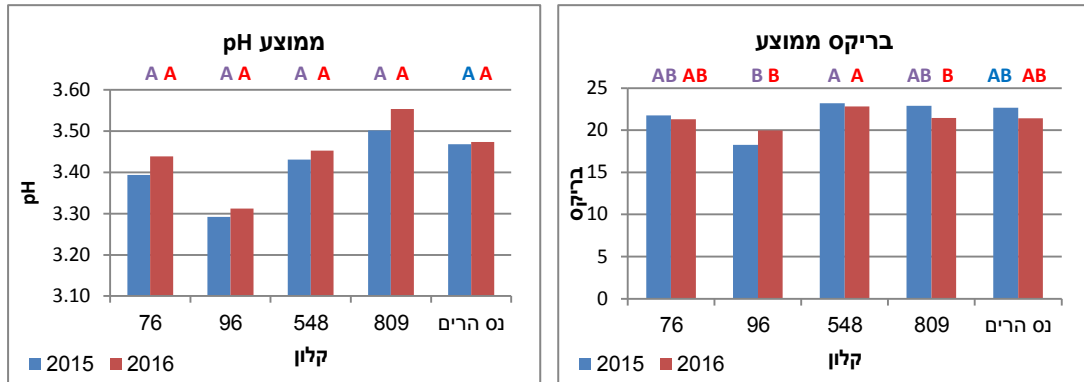 ממוצע pH
A A A A A A A A A A
3.60
3.50
3.40
3.30
3.20
3.10
pH
76 96 548 809 נס הרים
קלון
2015 2016
בריקס ממוצע
AB AB B B A A AB B AB AB
25
20
15
10
5
0
בריקס
76 96 548 809 נס הרים
קלון
2015 2016